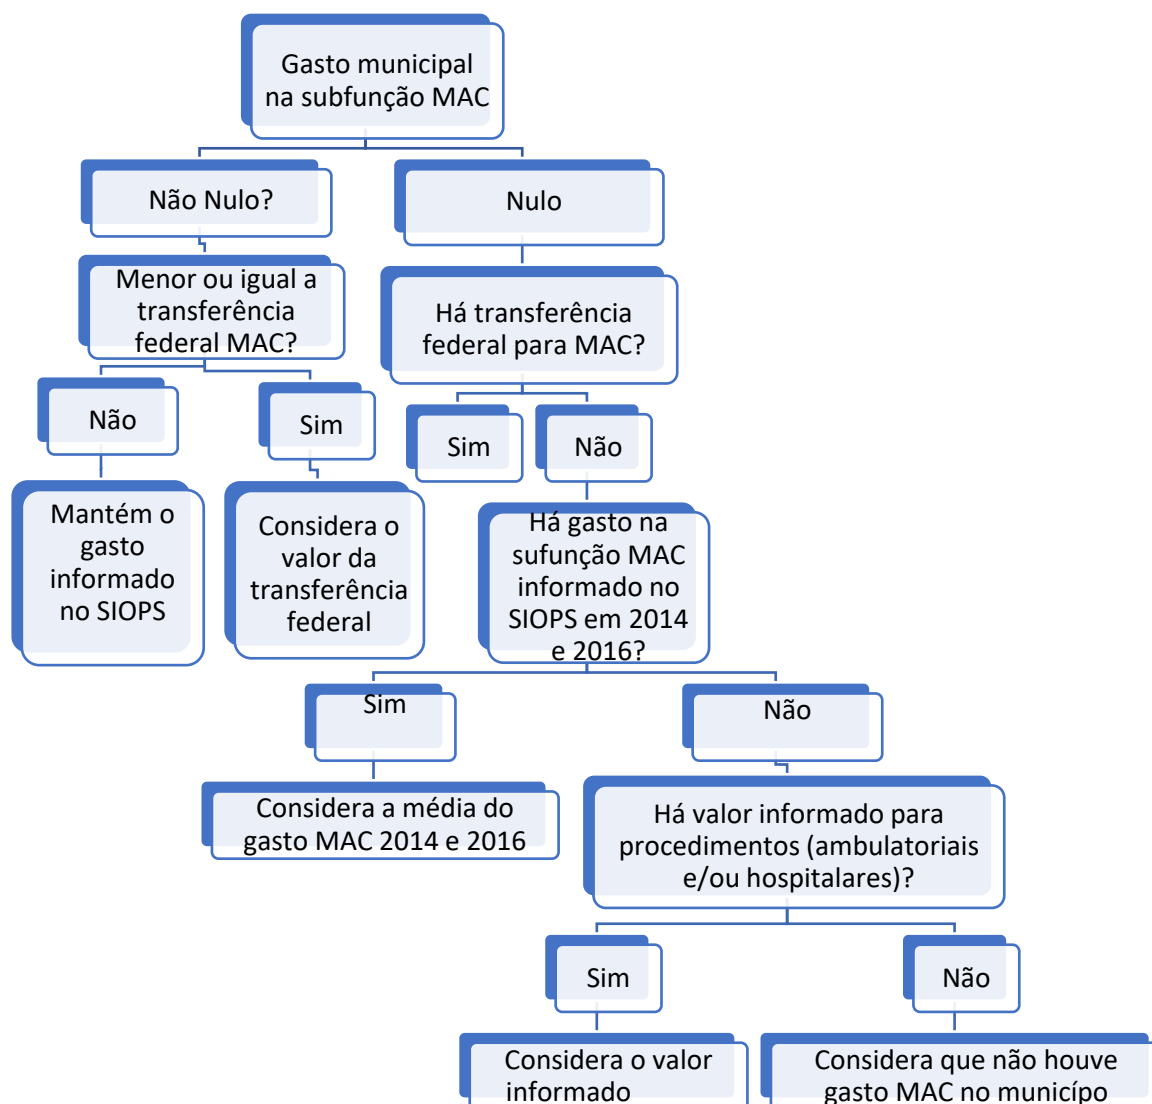 Gasto municipal
na subfunção MAC
Não Nulo?
Nulo
Menor ou igual a
transferência
federal MAC?
Há transferência
federal para MAC?
Não
Sim
Sim
Não
Mantém o
gasto
informado
no SIOPS
Considera o
valor da
transferência
federal
Há gasto na
sufunção MAC
informado no
SIOPS em 2014
e 2016?
Sim
Não
Considera a média do
gasto MAC 2014 e 2016
Há valor informado para
procedimentos (ambulatoriais
e/ou hospitalares)?
Sim
Não
Considera o valor
informado
Considera que não houve
gasto MAC no municípo